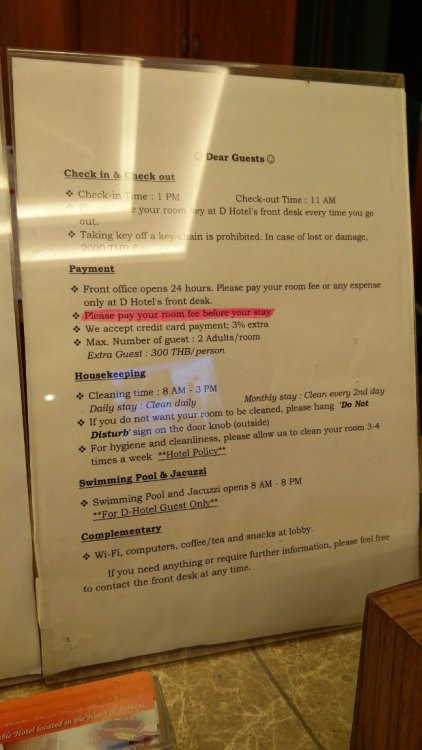 ☺Dear Guests☺
Check in & Check out
❖ Check-in Time : 1 PM Check-out Time : 11 AM
❖ your room key at D Hotel's front desk every time you go
out.
❖ Taking key off a key-chain is prohibited. In case of lost or damage,
2000 THB
Payment
❖ Front office opens 24 hours. Please pay your room fee or any expense
only at D Hotel's front desk.
❖ Please pay your room fee before your stay.
❖ We accept credit card payment; 3% extra
❖ Max. Number of guest : 2 Adults/room
Extra Guest : 300 THB/person
Housekeeping
❖ Cleaning time : 8 AM - 3 PM
Daily stay : Clean daily Monthly stay : Clean every 2nd day
❖ If you do not want your room to be cleaned, please hang 'Do Not
Disturb' sign on the door knob (outside)
❖ For hygiene and cleanliness, please allow us to clean your room 3-4
times a week **Hotel Policy**
Swimming Pool & Jacuzzi
❖ Swimming Pool and Jacuzzi opens 8 AM - 8 PM
**For D-Hotel Guest Only**
Complementary
❖ Wi-Fi, computers, coffee/tea and snacks at lobby.
If you need anything or require further information, please feel free
to contact the front desk at any time.
Hotel located in the Heart of Pattaya